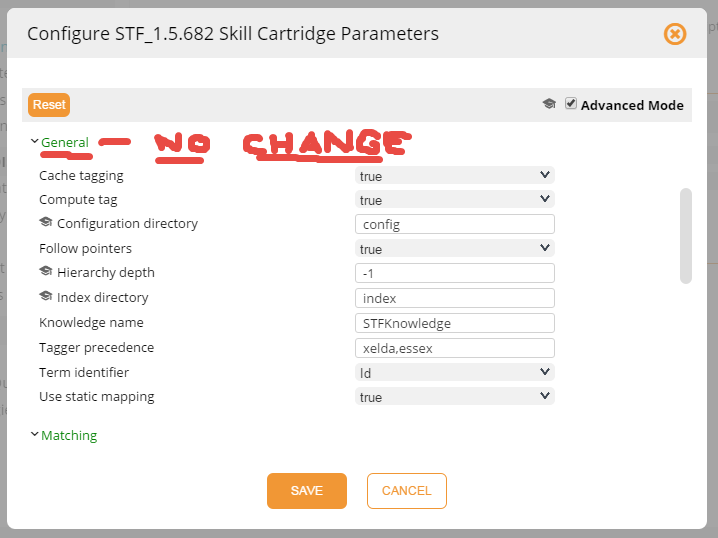 Configure STF_1.5.682 Skill Cartridge Parameters
Reset
Advanced Mode
General - NO CHANGE
Cache tagging true
Compute tag true
Configuration directory config
Follow pointers true
Hierarchy depth -1
Index directory index
Knowledge name STFKnowledge
Tagger precedence xelda,essex
Term identifier Id
Use static mapping true
Matching
SAVE CANCEL